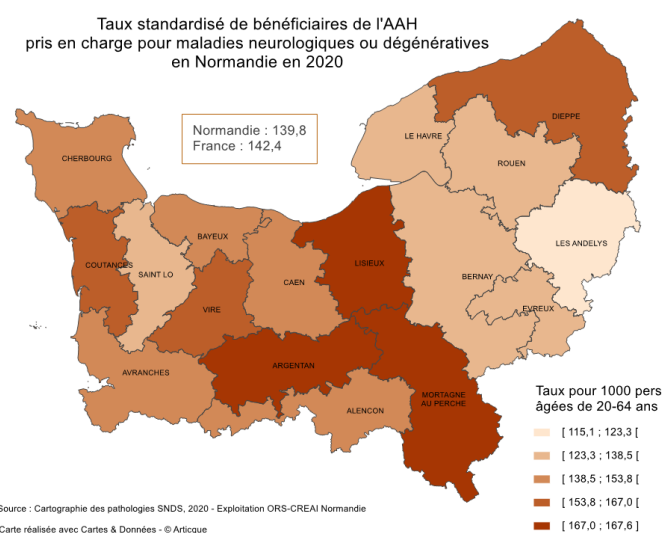 Taux standardisé de bénéficiaires de l'AAH
pris en charge pour maladies neurologiques ou dégénératives
en Normandie en 2020
Normandie : 139,8
France : 142,4
DIEPPE
LE HAVRE
ROUEN
CHERBOURG
LES ANDELYS
BAYEUX
COUTANCES
SAINT LO
LISIEUX
CAEN
BERNAY
VIRE
EVREUX
AVRANCHES
ARGENTAN
MORTAGNE
AU PERCHE
ALENCON
Taux pour 1000 pers
âgées de 20-64 ans
[ 115,1 ; 123,3 [
[ 123,3 ; 138,5 [
[ 138,5 ; 153,8 [
[ 153,8 ; 167,0 [
[ 167,0 ; 167,6 ]
Source : Cartographie des pathologies SNDS, 2020 - Exploitation ORS-CREAI Normandie
Carte réalisée avec Cartes & Données - © Articque